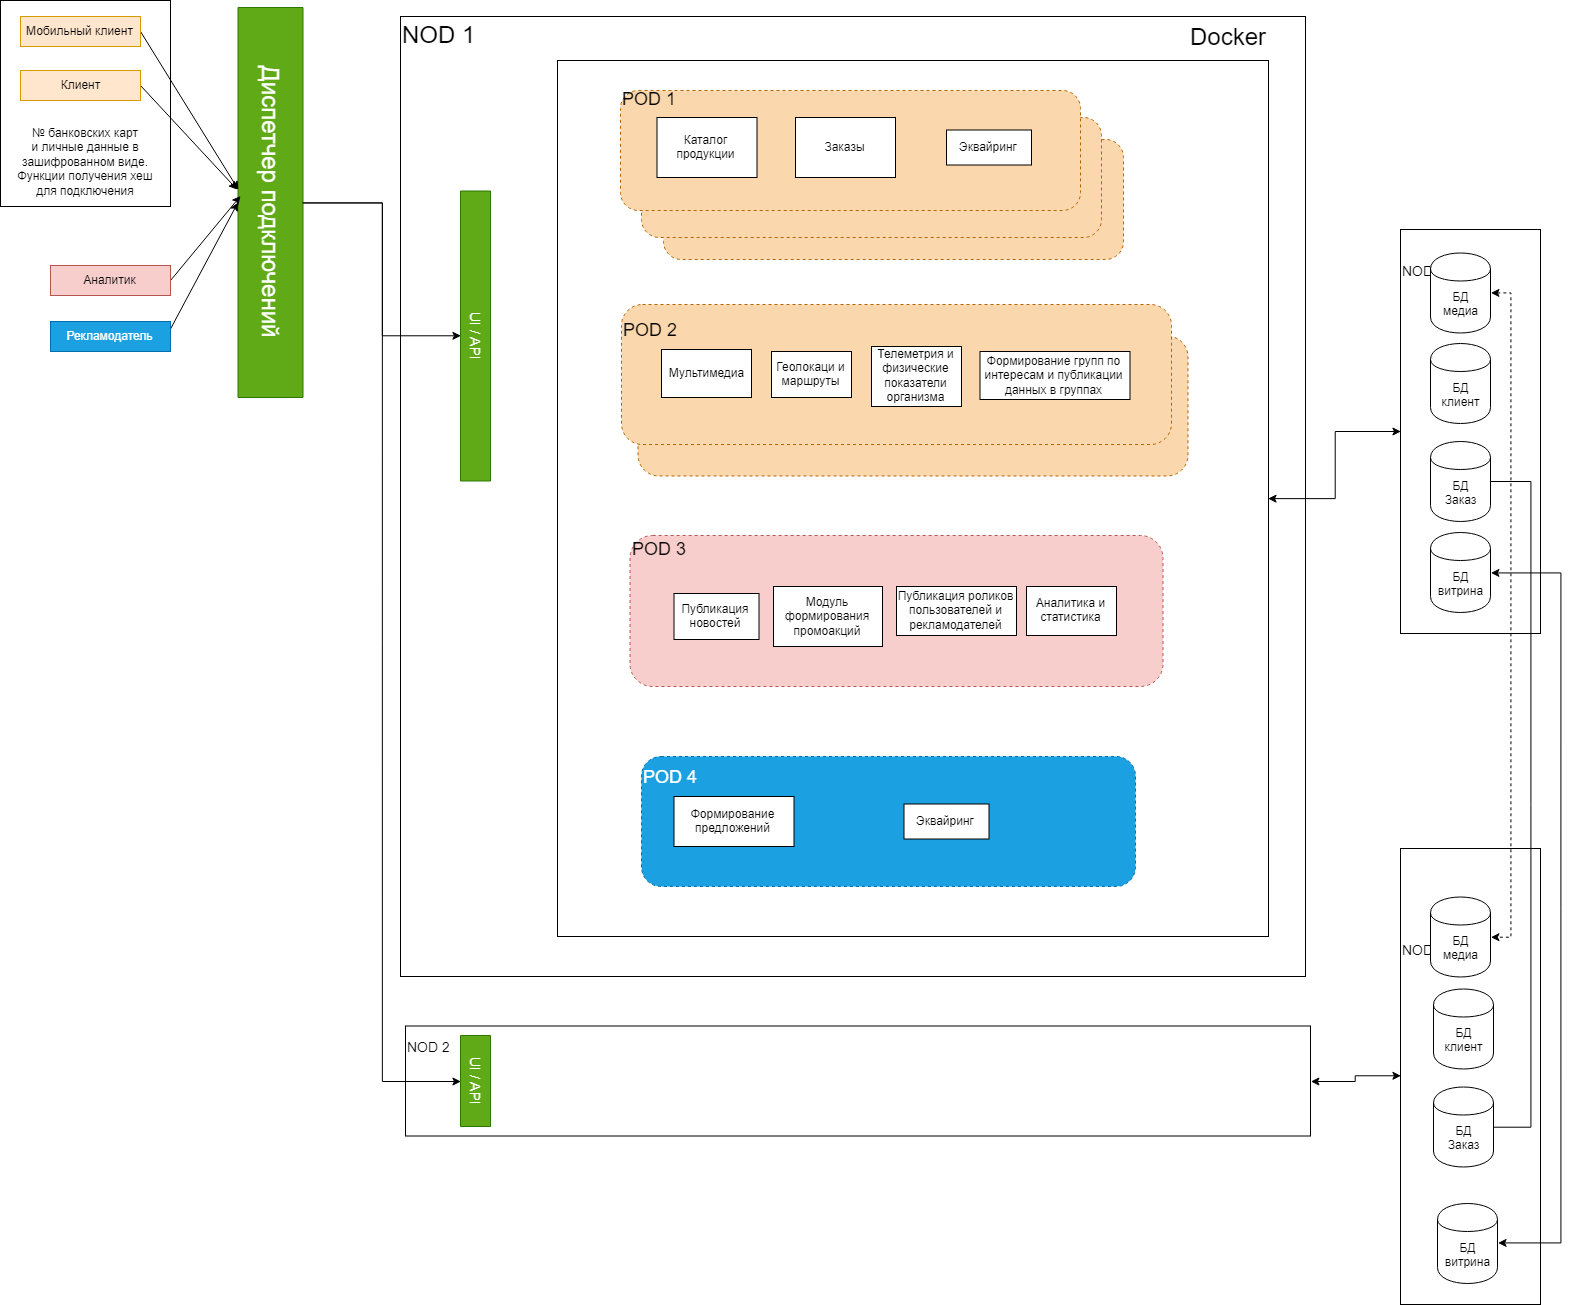 Мобильный клиент
Клиент
№ банковских карт
и личные данные в
зашифрованном виде.
Функции получения хеш
для подключения
Аналитик
Рекламодатель
Диспетчер подключений
NOD 1
Docker
UI / API
POD 1
Каталог
продукции
Заказы
Эквайринг
POD 2
Мультимедиа
Геолокаци и
маршруты
Телеметрия и
физические
показатели
организма
Формирование групп по
интересам и публикации
данных в группах
POD 3
Публикация
новостей
Модуль
формирования
промоакций
Публикация роликов
пользователей и
рекламодателей
Аналитика и
статистика
POD 4
Формирование
предложений
Эквайринг
NOD 2
UI / API
NOD
БД
медиа
БД
клиент
БД
Заказ
БД
витрина
NOD
БД
медиа
БД
клиент
БД
Заказ
БД
витрина